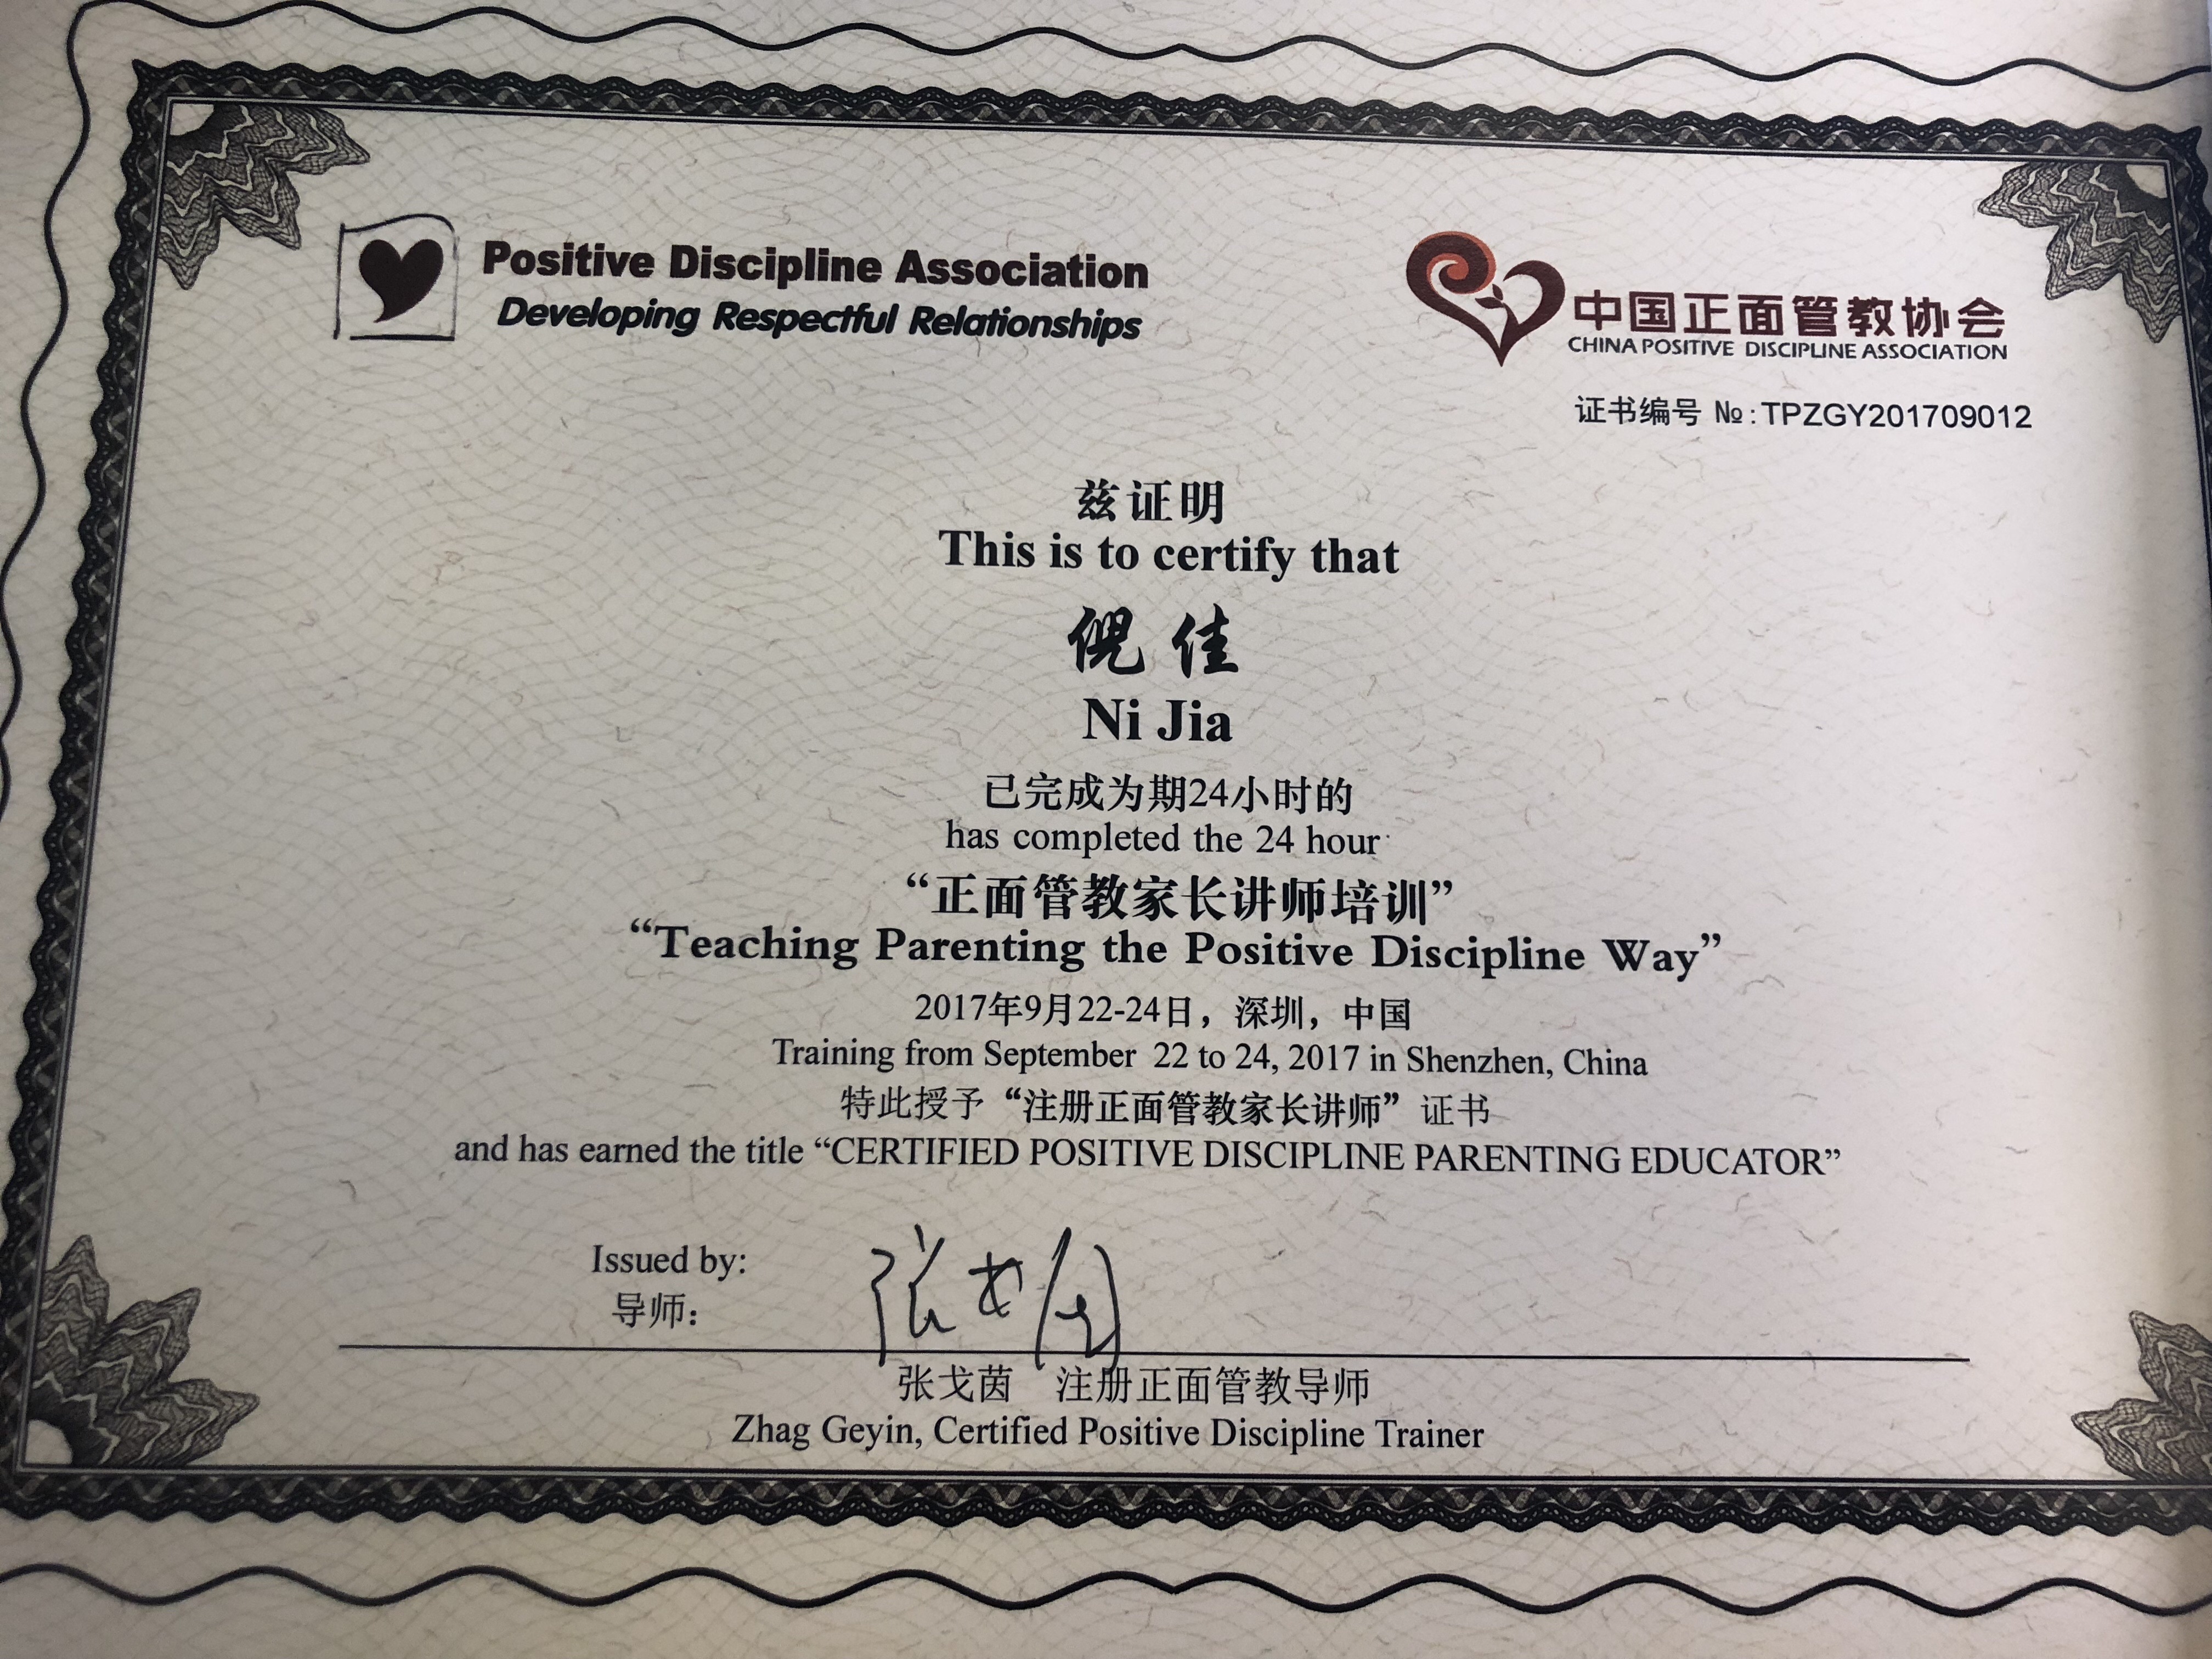 Positive Discipline Association
Developing Respectful Relationships
中国正面管教协会
CHINA POSITIVE DISCIPLINE ASSOCIATION
证书编号 №:TPZGY201709012
兹证明
This is to certify that
倪佳
Ni Jia
已完成为期24小时的
has completed the 24 hour
“正面管教家长讲师培训”
“Teaching Parenting the Positive Discipline Way”
2017年9月22-24日，深圳，中国
Training from September 22 to 24, 2017 in Shenzhen, China
特此授予“注册正面管教家长讲师”证书
and has earned the title “CERTIFIED POSITIVE DISCIPLINE PARENTING EDUCATOR”
Issued by:
导师：
张戈茵
张戈茵 注册正面管教导师
Zhag Geyin, Certified Positive Discipline Trainer